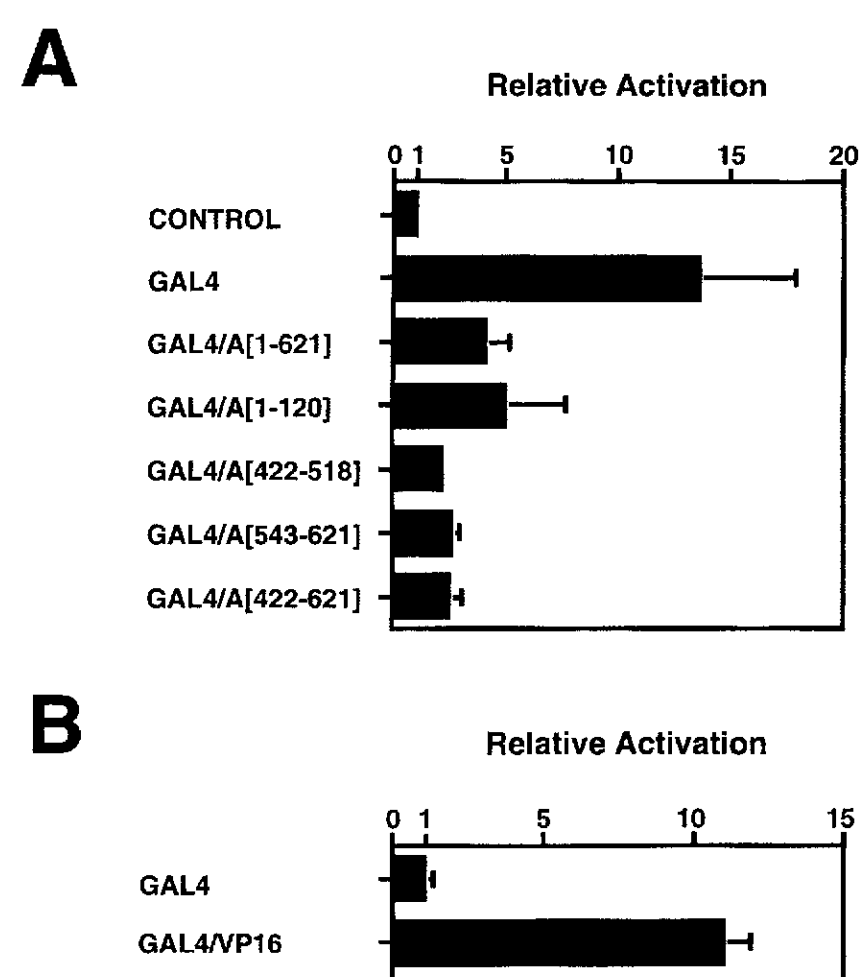 A
Relative Activation
0 1 5 10 15 20
CONTROL
GAL4
GAL4/A[1-621]
GAL4/A[1-120]
GAL4/A[422-518]
GAL4/A[543-621]
GAL4/A[422-621]
B
Relative Activation
0 1 5 10 15
GAL4
GAL4/VP16